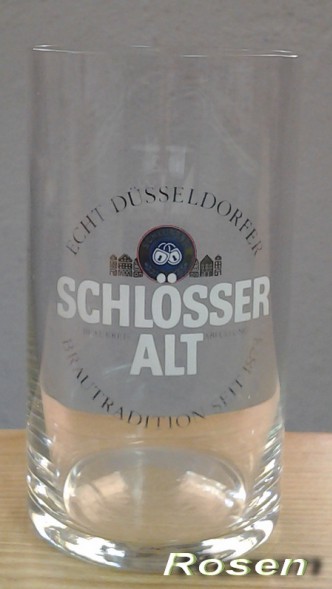 ECHT DÜSSELDORFER
SCHLÖSSER
ALT
BRAUTRADITION SEIT 1873
Rosen